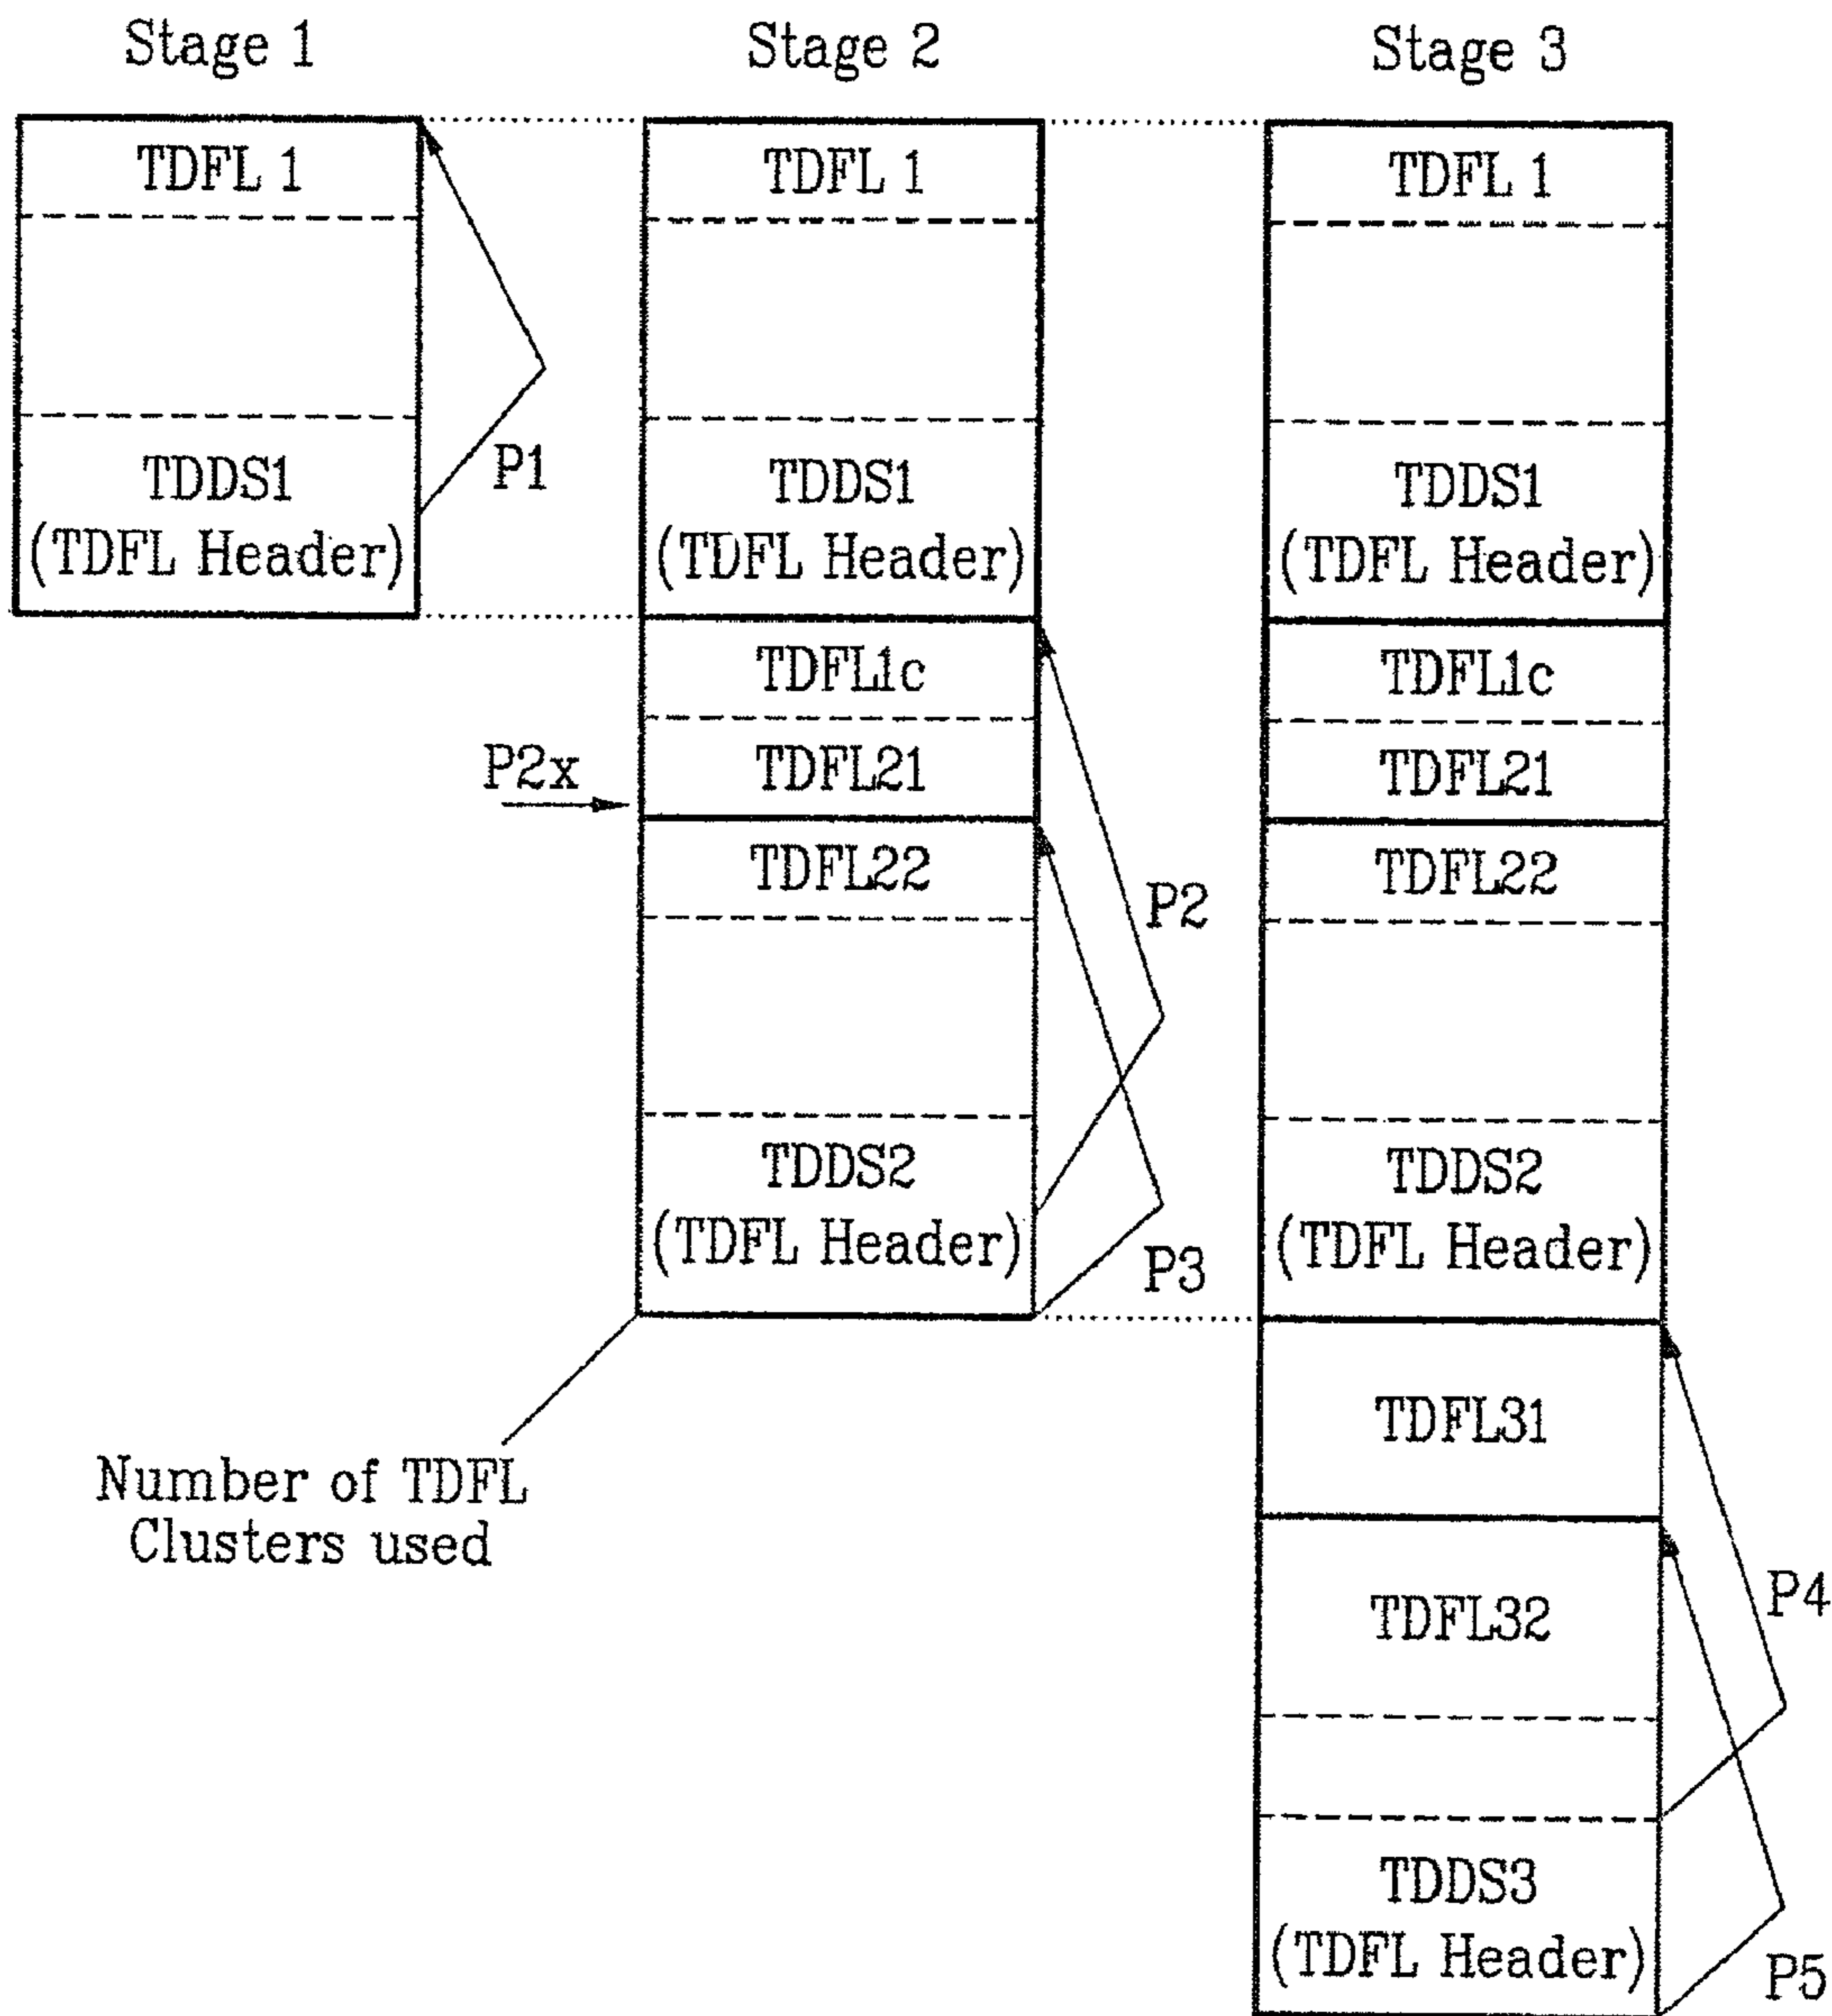 Stage 1
TDFL 1
TDDS1
(TDFL Header)
P1
Stage 2
TDFL 1
TDDS1
(TDFL Header)
TDFL1c
TDFL21
P2x
TDFL22
TDDS2
(TDFL Header)
P2
P3
Number of TDFL
Clusters used
Stage 3
TDFL 1
TDDS1
(TDFL Header)
TDFL1c
TDFL21
TDFL22
TDDS2
(TDFL Header)
TDFL31
TDFL32
TDDS3
(TDFL Header)
P4
P5